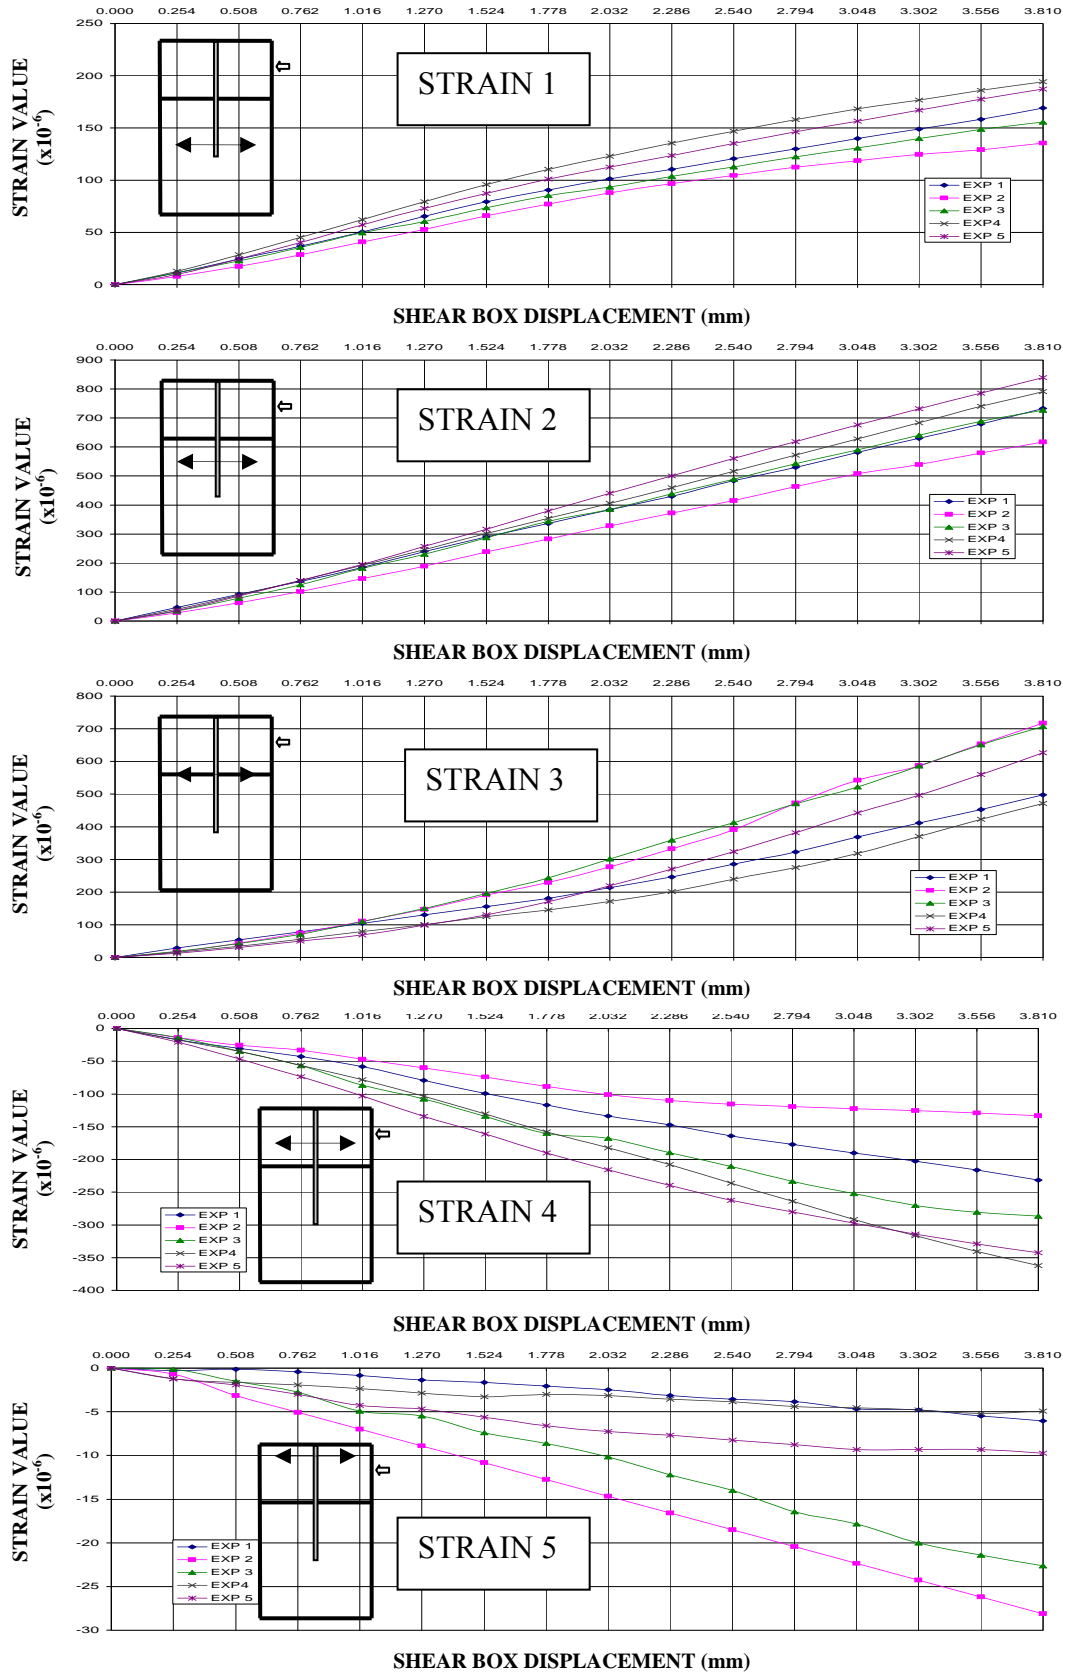 0.000 0.254 0.508 0.762 1.016 1.270 1.524 1.778 2.032 2.286 2.540 2.794 3.048 3.302 3.556 3.810
250
200
150
100
50
0
STRAIN VALUE
(x10-6)
STRAIN 1
EXP 1
EXP 2
EXP 3
EXP4
EXP 5
SHEAR BOX DISPLACEMENT (mm)
0.000 0.254 0.508 0.762 1.016 1.270 1.524 1.778 2.032 2.286 2.540 2.794 3.048 3.302 3.556 3.810
900
800
700
600
500
400
300
200
100
0
STRAIN VALUE
(x10-6)
STRAIN 2
EXP 1
EXP 2
EXP 3
EXP4
EXP 5
SHEAR BOX DISPLACEMENT (mm)
0.000 0.254 0.508 0.762 1.016 1.270 1.524 1.778 2.032 2.286 2.540 2.794 3.048 3.302 3.556 3.810
800
700
600
500
400
300
200
100
0
STRAIN VALUE
(x10-6)
STRAIN 3
EXP 1
EXP 2
EXP 3
EXP4
EXP 5
SHEAR BOX DISPLACEMENT (mm)
0.000 0.254 0.508 0.762 1.016 1.270 1.524 1.778 2.032 2.286 2.540 2.794 3.048 3.302 3.556 3.810
0
-50
-100
-150
-200
-250
-300
-350
-400
STRAIN VALUE
(x10-6)
STRAIN 4
EXP 1
EXP 2
EXP 3
EXP4
EXP 5
SHEAR BOX DISPLACEMENT (mm)
0.000 0.254 0.508 0.762 1.016 1.270 1.524 1.778 2.032 2.286 2.540 2.794 3.048 3.302 3.556 3.810
0
-5
-10
-15
-20
-25
-30
STRAIN VALUE
(x10-6)
STRAIN 5
EXP 1
EXP 2
EXP 3
EXP4
EXP 5
SHEAR BOX DISPLACEMENT (mm)